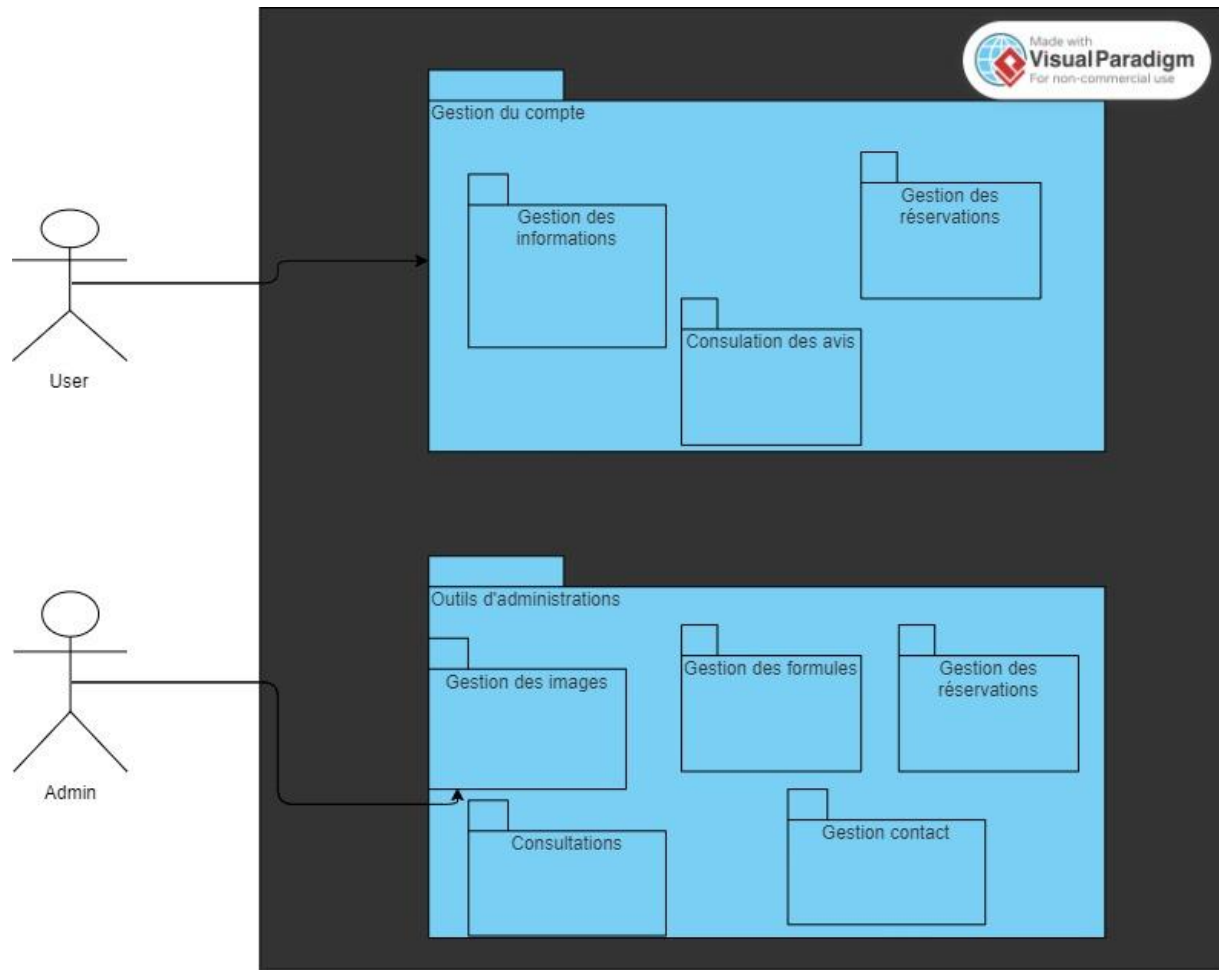 Made with
Visual Paradigm
For non-commercial use
Gestion du compte
Gestion des
informations
Gestion des
réservations
Consulation des avis
User
Outils d'administrations
Gestion des images
Gestion des formules
Gestion des
réservations
Consultations
Gestion contact
Admin